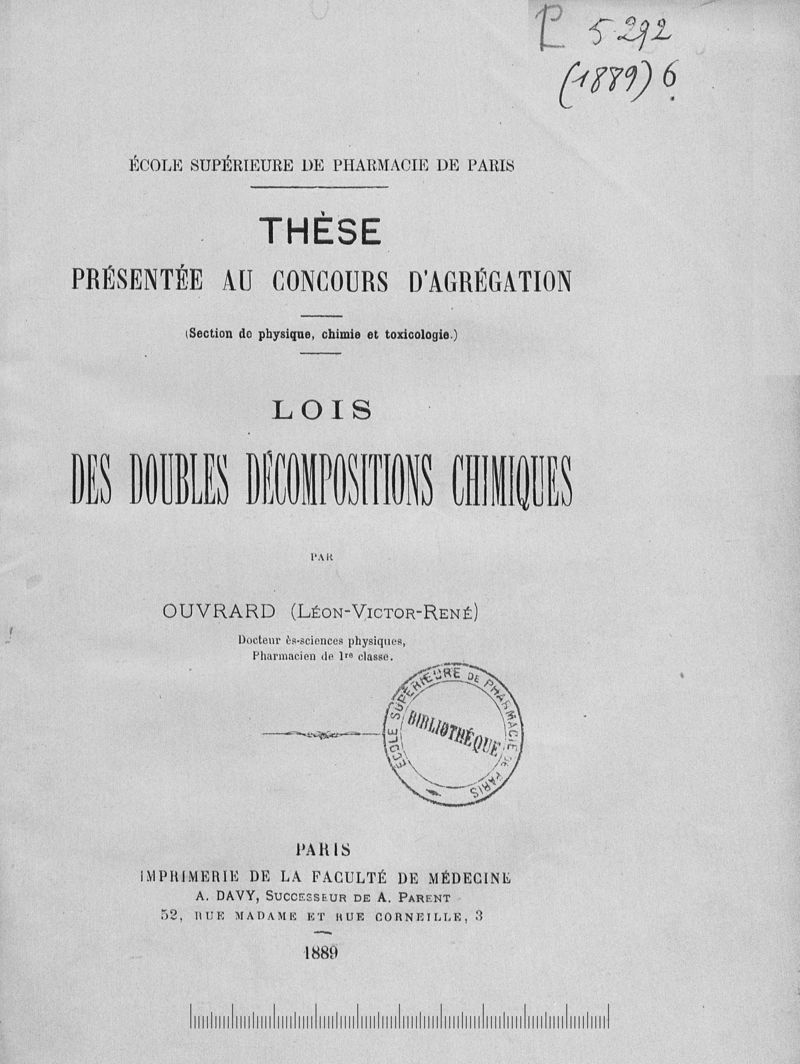 P 5292
(1889) 6
ÉCOLE SUPÉRIEURE DE PHARMACIE DE PARIS
THÈSE
PRÉSENTÉE AU CONCOURS D'AGRÉGATION
(Section de physique, chimie et toxicologie.)
LOIS
DES DOUBLES DÉCOMPOSITIONS CHIMIQUES
PAR
OUVRARD (LÉON-VICTOR-RENÉ)
Docteur ès-sciences physiques,
Pharmacien de 1re classe.
ÉCOLE SUPÉRIEURE DE PHARMACIE DE PARIS
BIBLIOTHÉQUE
PARIS
IMPRIMERIE DE LA FACULTÉ DE MÉDECINE
A. DAVY, SUCCESSEUR DE A. PARENT
52, RUE MADAME ET RUE CORNEILLE, 3
1889